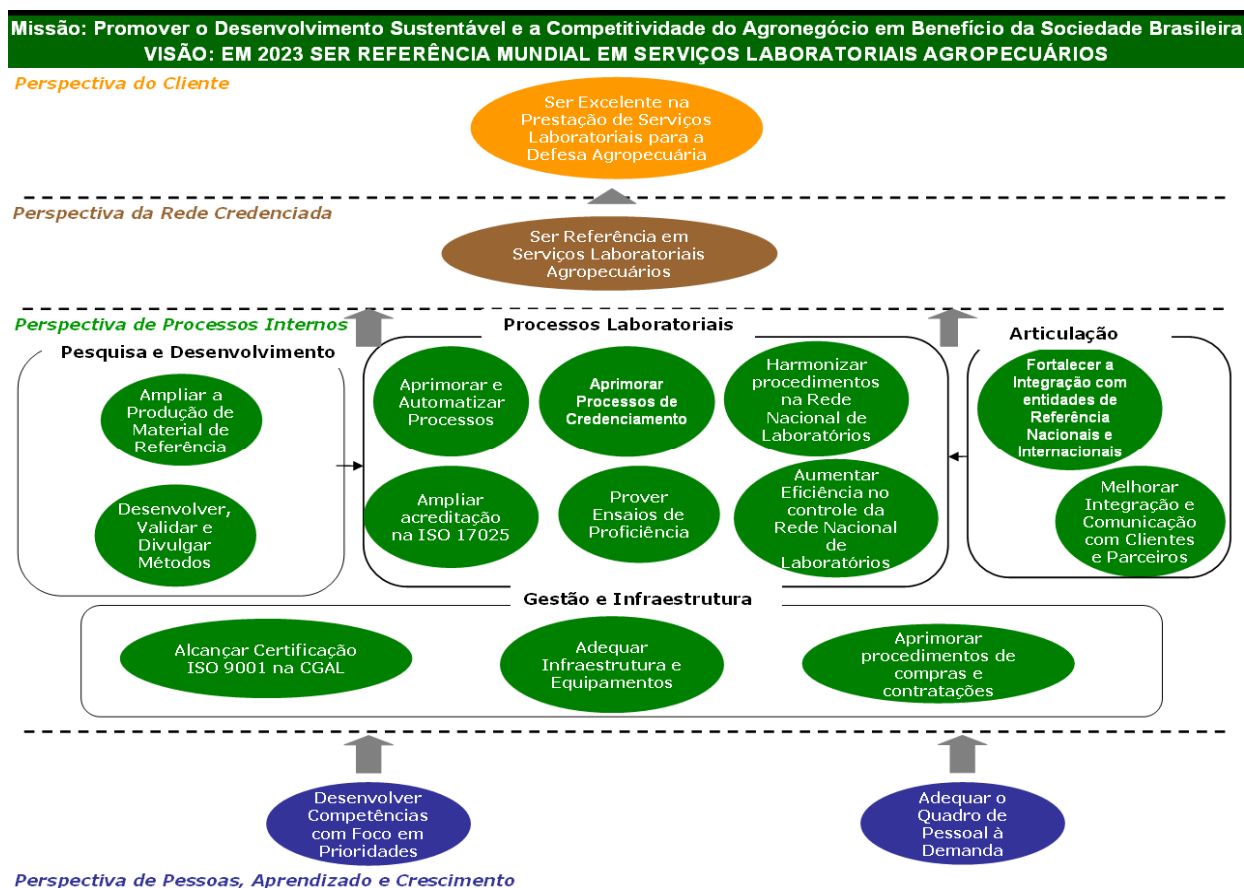 Missão: Promover o Desenvolvimento Sustentável e a Competitividade do Agronegócio em Benefício da Sociedade Brasileira
VISÃO: EM 2023 SER REFERÊNCIA MUNDIAL EM SERVIÇOS LABORATORIAIS AGROPECUÁRIOS
Perspectiva do Cliente
Ser Excelente na
Prestação de Serviços
Laboratoriais para a
Defesa Agropecuária
Perspectiva da Rede Credenciada
Ser Referência em
Serviços Laboratoriais
Agropecuários
Perspectiva de Processos Internos
Pesquisa e Desenvolvimento
Ampliar a
Produção de
Material de
Referência
Desenvolver,
Validar e
Divulgar
Métodos
Processos Laboratoriais
Aprimorar e
Automatizar
Processos
Aprimorar
Processos de
Credenciamento
Harmonizar
procedimentos
na Rede
Nacional de
Laboratórios
Ampliar
acreditação
na ISO 17025
Prover
Ensaios de
Proficiência
Aumentar
Eficiência no
controle da
Rede Nacional
de
Laboratórios
Articulação
Fortalecer a
Integração com
entidades de
Referência
Nacionais e
Internacionais
Melhorar
Integração e
Comunicação
com Clientes
e Parceiros
Gestão e Infraestrutura
Alcançar Certificação
ISO 9001 na CGAL
Adequar
Infraestrutura e
Equipamentos
Aprimorar
procedimentos de
compras e
contratações
Desenvolver
Competências
com Foco em
Prioridades
Adequar o
Quadro de
Pessoal à
Demanda
Perspectiva de Pessoas, Aprendizado e Crescimento